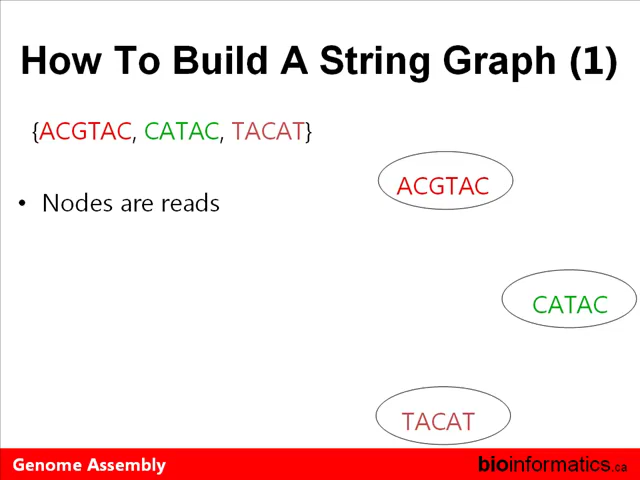 How To Build A String Graph (1)
{ACGTAC, CATAC, TACAT}
ACGTAC
• Nodes are reads
CATAC
TACAT
Genome Assembly
bioinformatics.ca